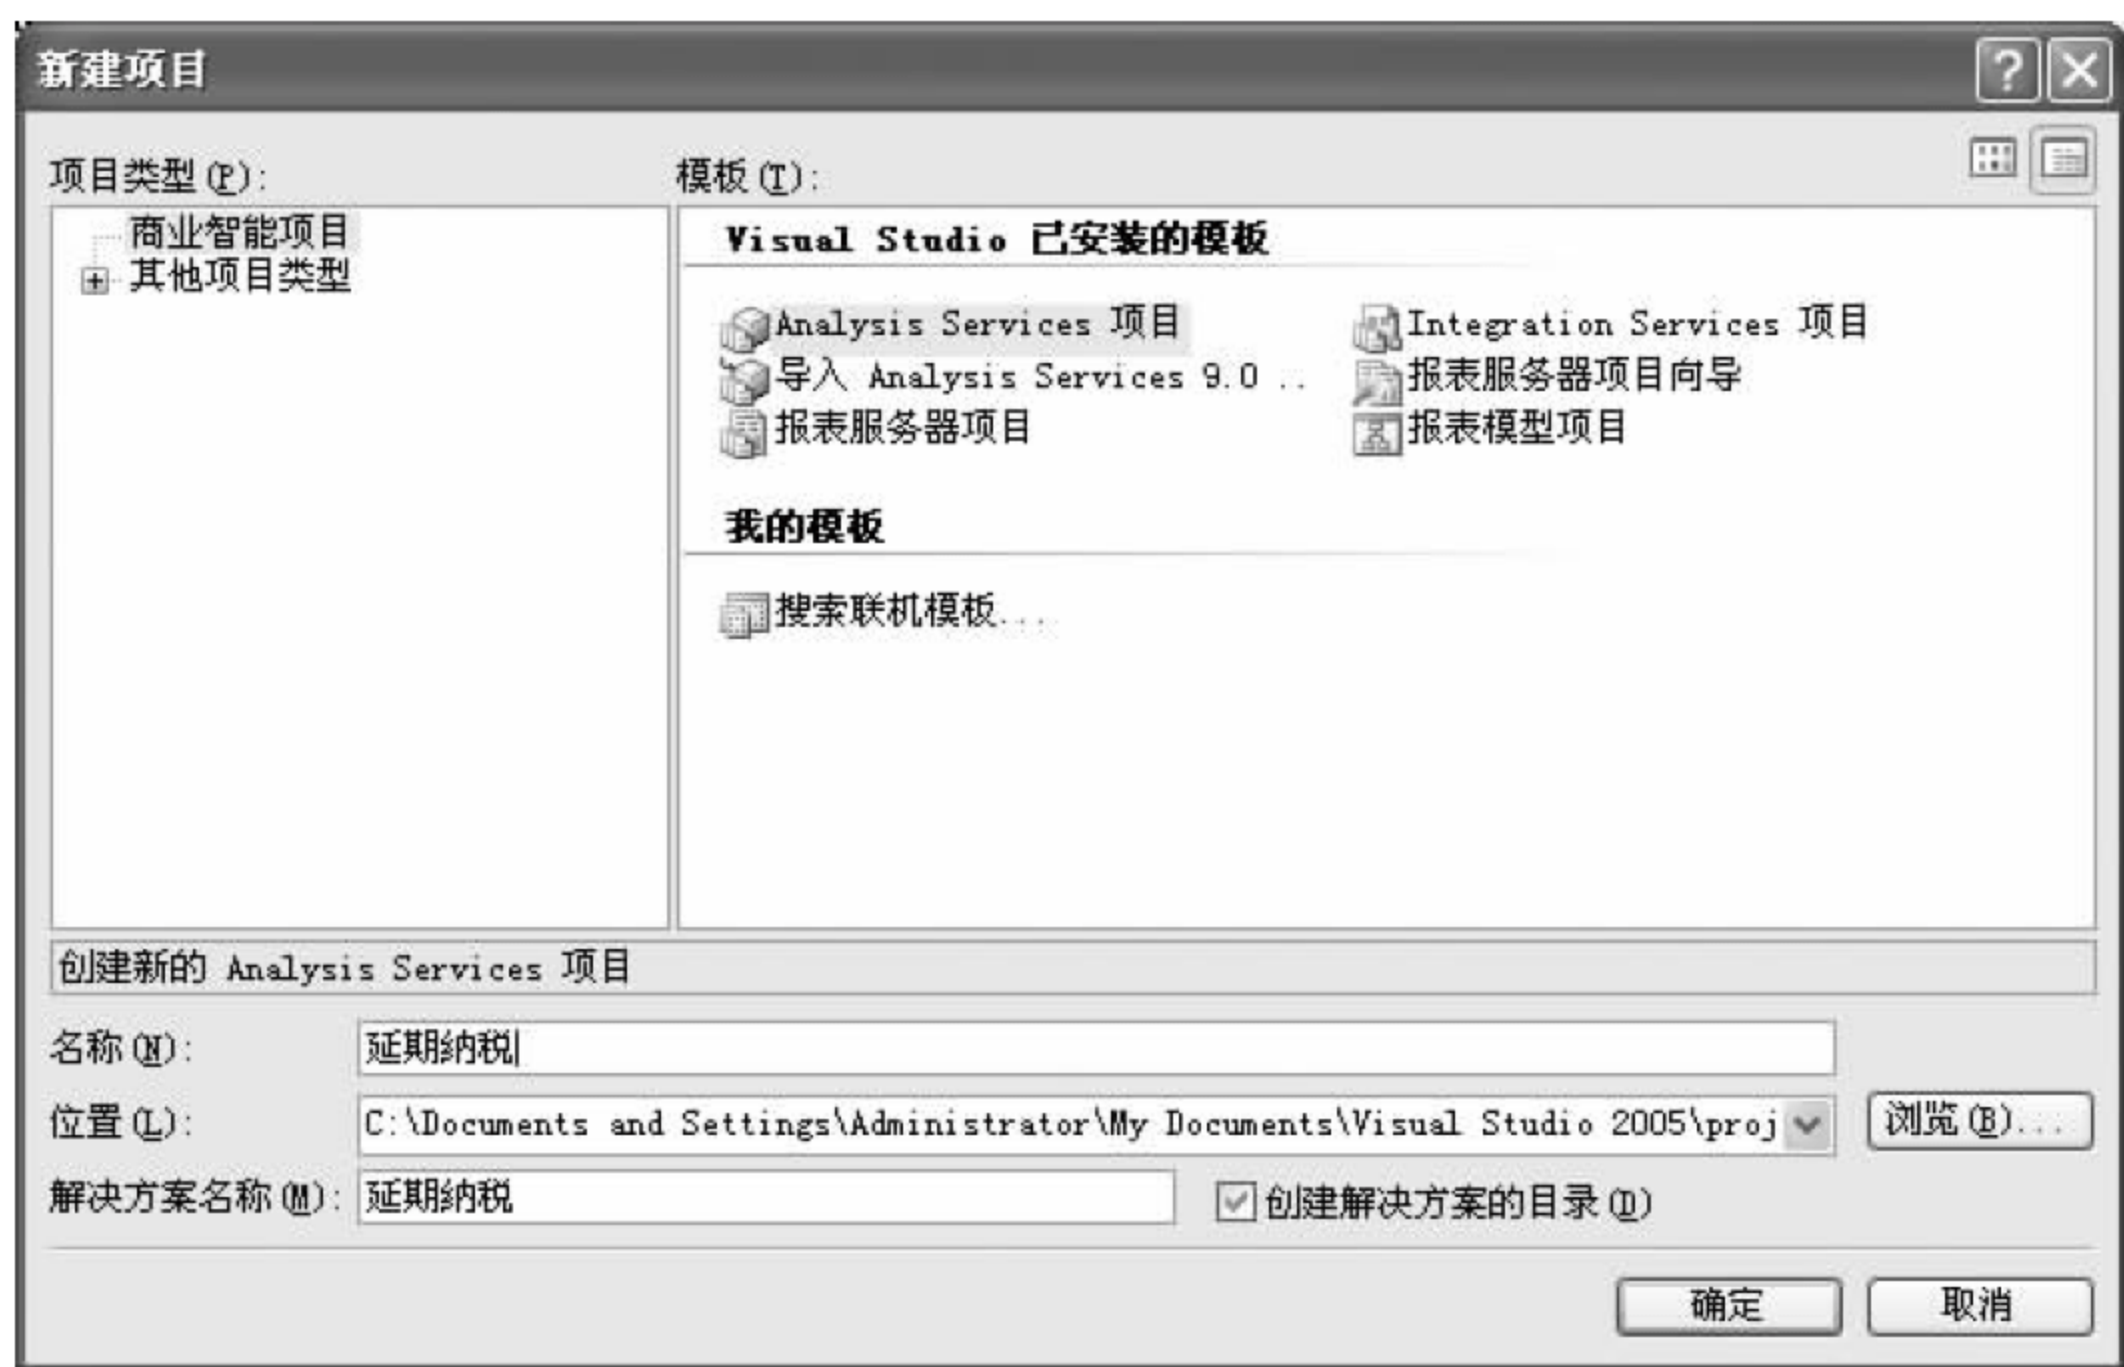 新建项目
项目类型(P):
模板(T):
商业智能项目
其他项目类型
Visual Studio 已安装的模板
Analysis Services 项目
Integration Services 项目
导入 Analysis Services 9.0 ..
报表服务器项目向导
报表服务器项目
报表模型项目
我的模板
搜索联机模板...
创建新的 Analysis Services 项目
名称(N):
延期纳税
位置(L):
C:\Documents and Settings\Administrator\My Documents\Visual Studio 2005\proj
浏览(B)...
解决方案名称(M):
延期纳税
创建解决方案的目录(D)
确定
取消